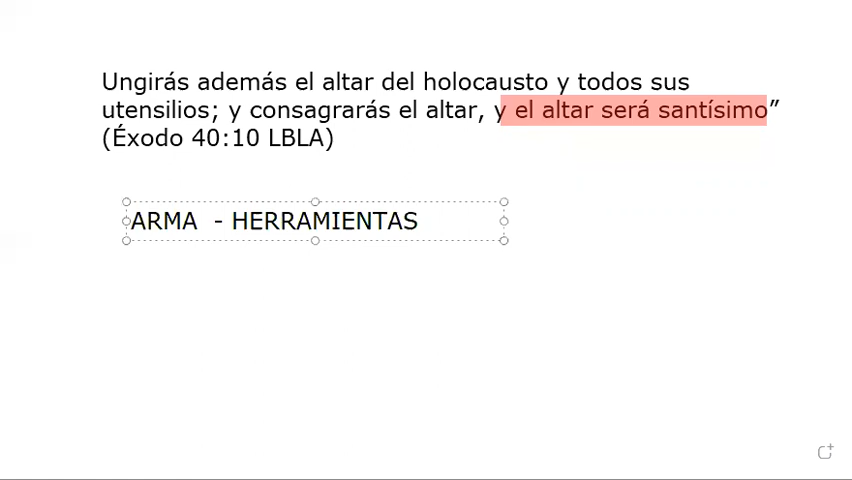 Ungirás además el altar del holocausto y todos sus
utensilios; y consagrarás el altar, y el altar será santísimo”
(Éxodo 40:10 LBLA)
ARMA - HERRAMIENTAS